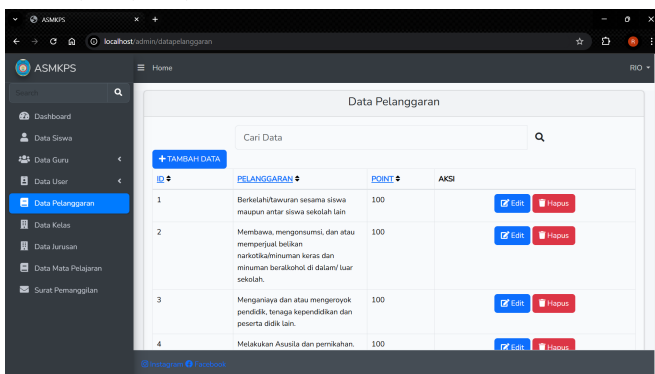 ASMKPS
localhost/admin/datapelanggaran
ASMKPS
Home
RIO
Search
Dashboard
Data Siswa
Data Guru
Data User
Data Pelanggaran
Data Kelas
Data Jurusan
Data Mata Pelajaran
Surat Pemanggilan
Data Pelanggaran
Cari Data
+ TAMBAH DATA
ID PELANGGARAN POINT AKSI
1 Berkelahi/tawuran sesama siswa 100 Edit Hapus
maupun antar siswa sekolah lain
2 Membawa, mengonsumsi, dan atau 100 Edit Hapus
memperjual belikan
narkotika/minuman keras dan
minuman beralkohol di dalam/ luar
sekolah.
3 Menganiaya dan atau mengeroyok 100 Edit Hapus
pendidik, tenaga kependidikan dan
peserta didik lain.
4 Melakukan Asusila dan pernikahan. 100 Edit Hapus
Instagram Facebook